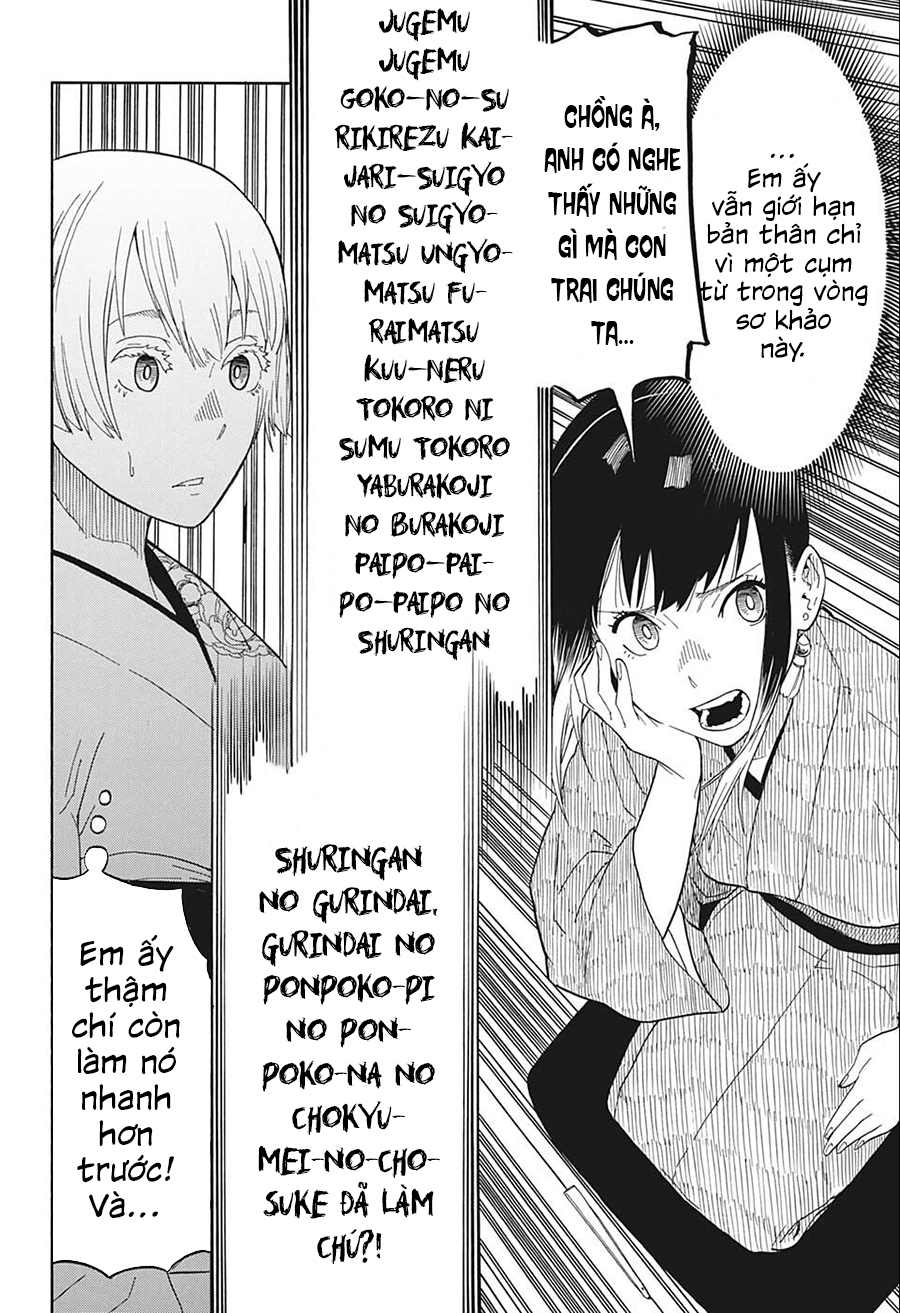 ...
Em ấy
vẫn giới hạn
bản thân chỉ
vì một cụm
từ trong vòng
sơ khảo
này.
CHỒNG À,
ANH CÓ NGHE
THẤY NHỮNG
GÌ MÀ CON
TRAI CHÚNG
TA...
JUGEMU
JUGEMU
GOKO-NO-SU
RIKIREZU KAI-
JARI-SUIGYO
NO SUIGYO-
MATSU UNGYO-
MATSU FU-
RAIMATSU
KUU-NERU
TOKORO NI
SUMU TOKORO
YABURAKOJI
NO BURAKOJI
PAIPO-PAI-
PO-PAIPO NO
SHURINGAN
SHURINGAN
NO GURINDAI,
GURINDAI NO
PONPOKO-PI
NO PON-
POKO-NA NO
CHOKYU-
MEI-NO-CHO-
SUKE ĐÃ LÀM
CHỨ?!
Em ấy
thậm
chí còn
làm nó
nhanh hơn
trước!
Và...